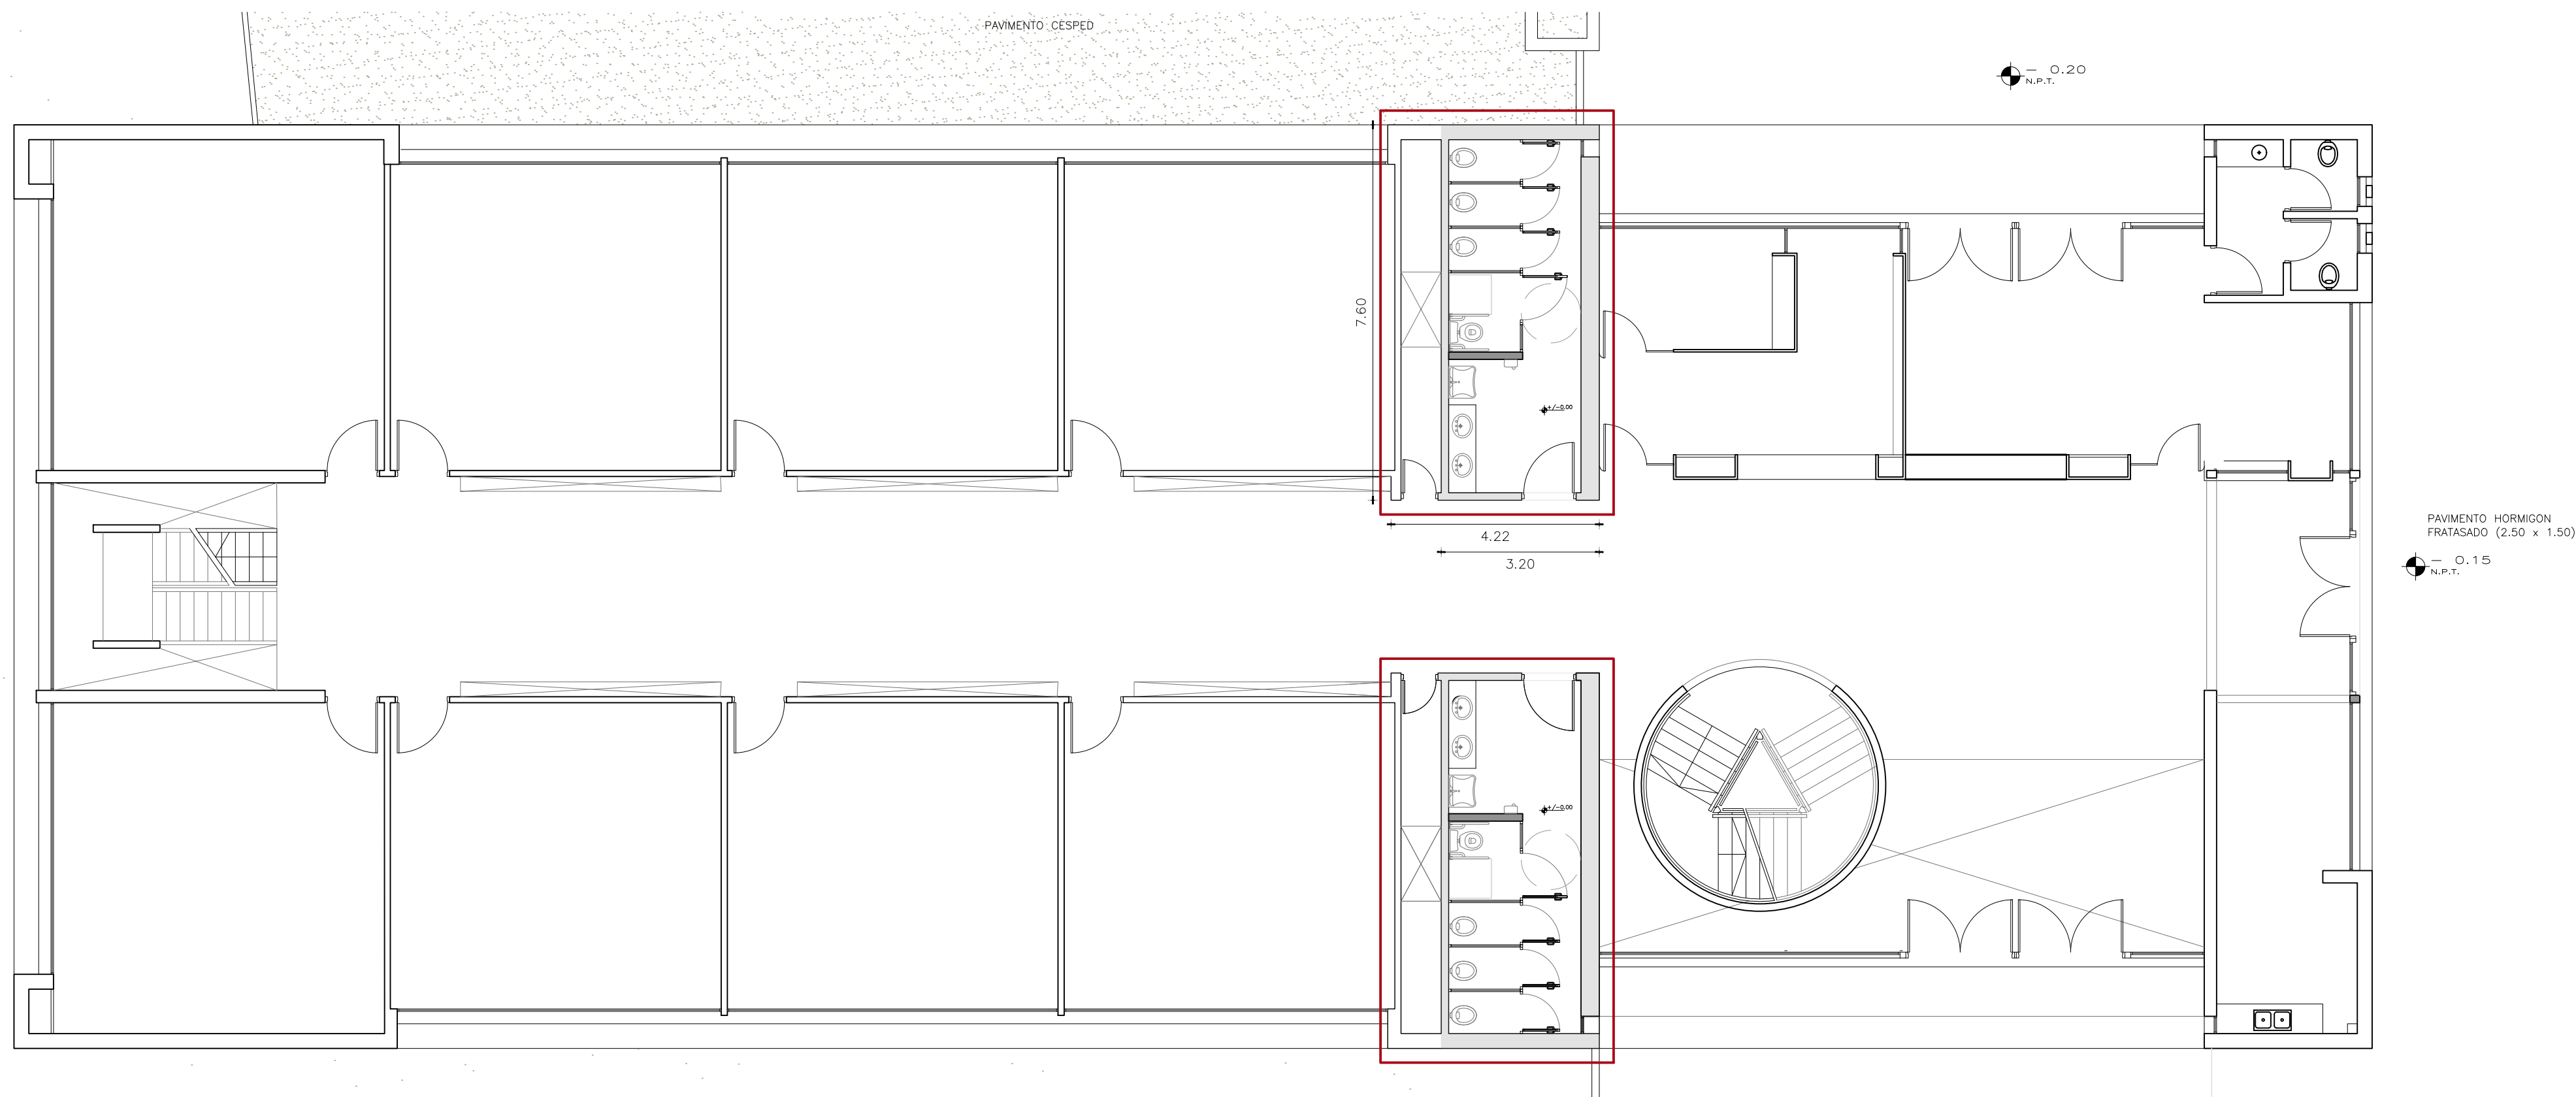 PAVIMENTO CESPED
- 0.20
N.P.T.
7.60
+/-0.00
4.22
3.20
PAVIMENTO HORMIGON
FRATASADO (2.50 x 1.50)
- 0.15
N.P.T.
+/-0.00